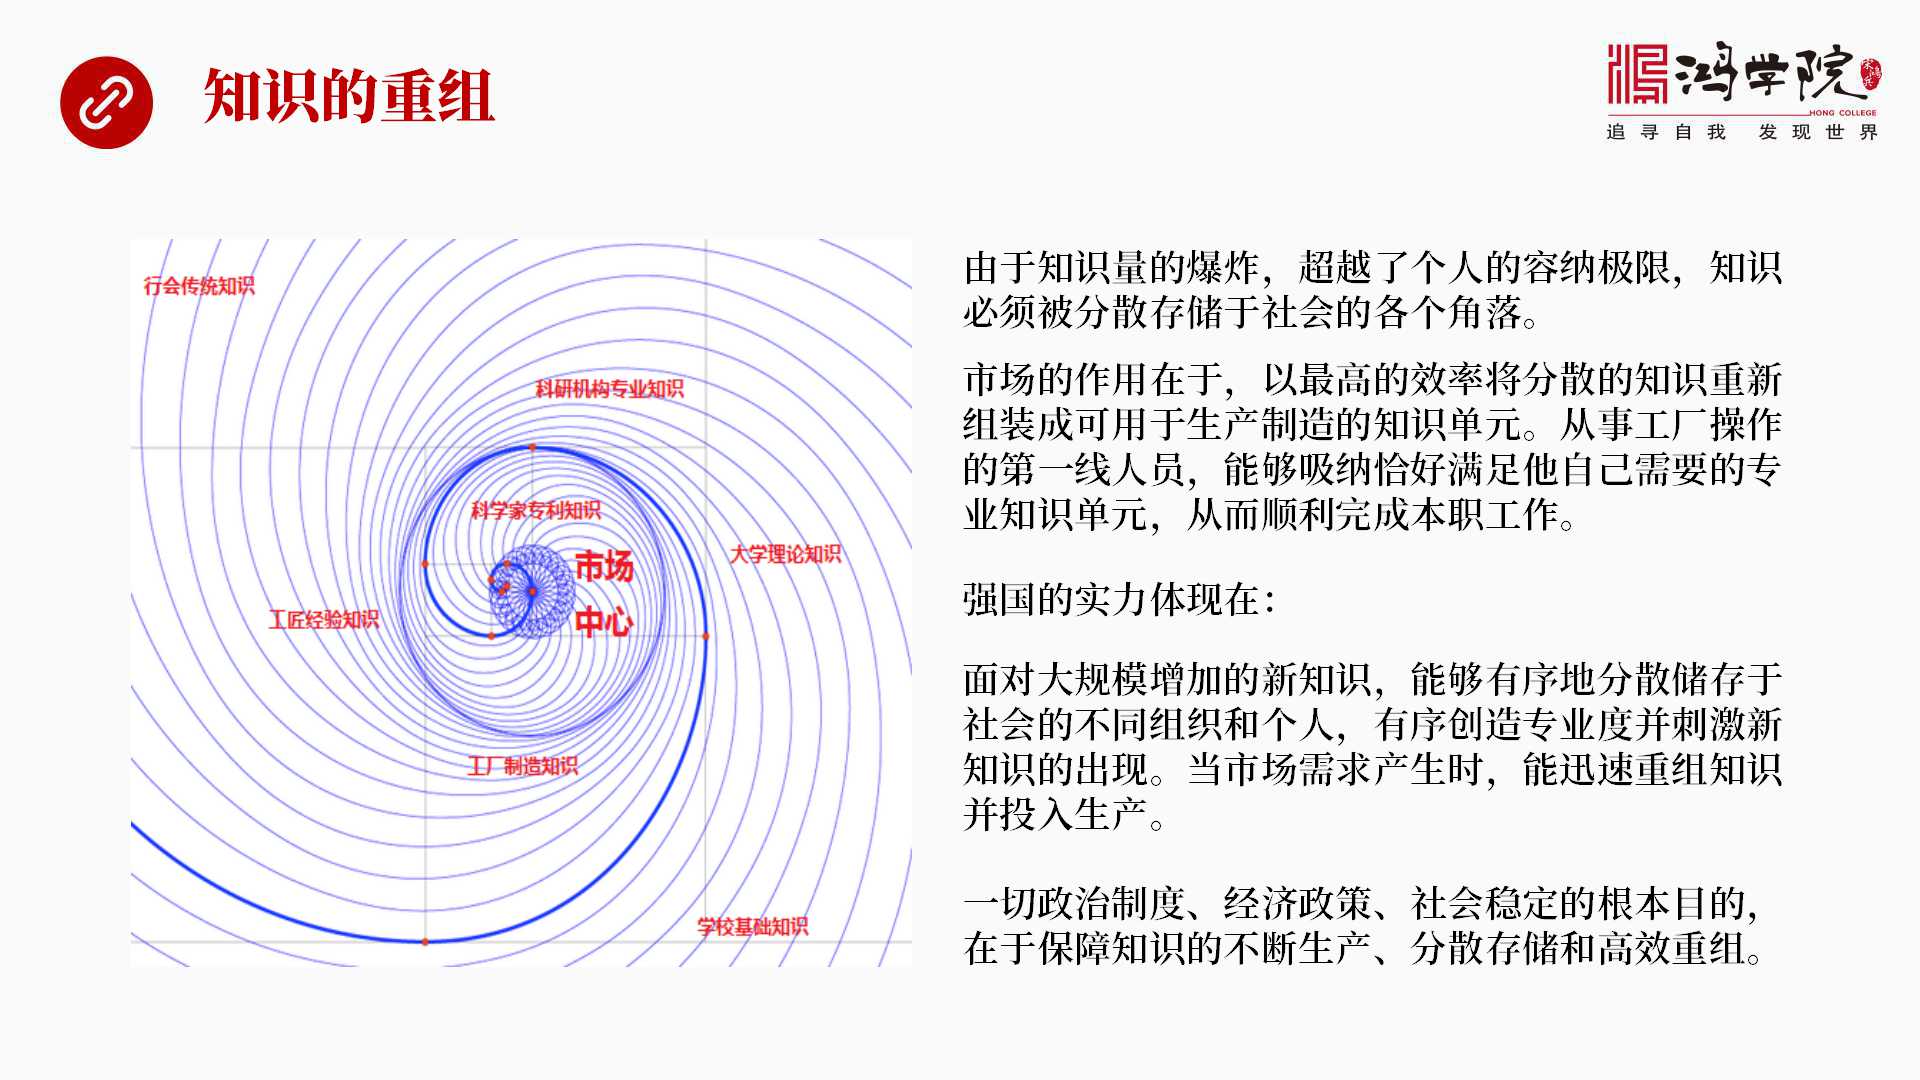 知识的重组
鸿学院
宋鸿兵
HONG COLLEGE
追寻自我 发现世界
行会传统知识
科研机构专业知识
科学家专利知识
市场
中心
大学理论知识
工匠经验知识
工厂制造知识
学校基础知识
由于知识量的爆炸，超越了个人的容纳极限，知识
必须被分散存储于社会的各个角落。
市场的作用在于，以最高的效率将分散的知识重新
组装成可用于生产制造的知识单元。从事工厂操作
的第一线人员，能够吸纳恰好满足他自己需要的专
业知识单元，从而顺利完成本职工作。
强国的实力体现在：
面对大规模增加的新知识，能够有序地分散储存于
社会的不同组织和个人，有序创造专业度并刺激新
知识的出现。当市场需求产生时，能迅速重组知识
并投入生产。
一切政治制度、经济政策、社会稳定的根本目的，
在于保障知识的不断生产、分散存储和高效重组。